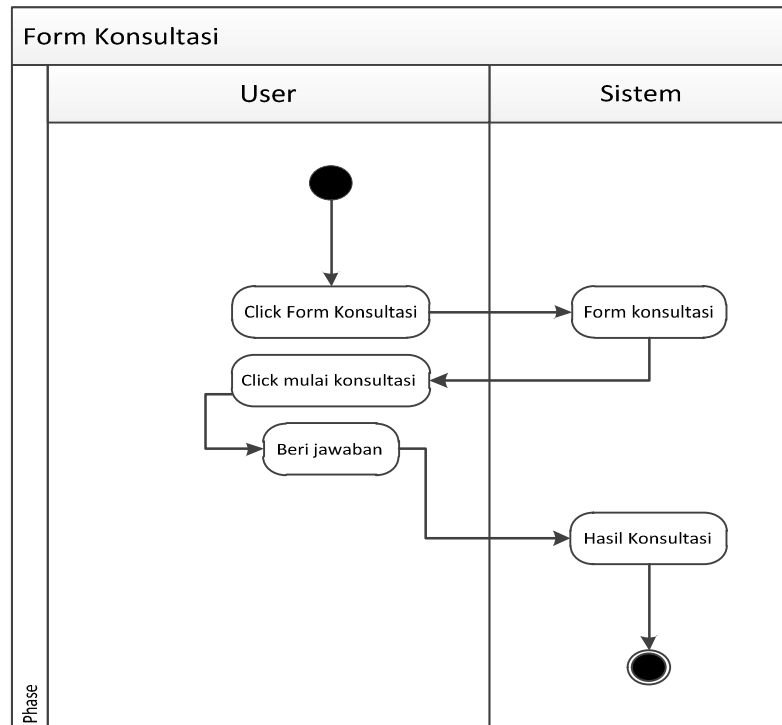 Form Konsultasi
User
Sistem
Click Form Konsultasi
Form konsultasi
Click mulai konsultasi
Beri jawaban
Hasil Konsultasi
Phase